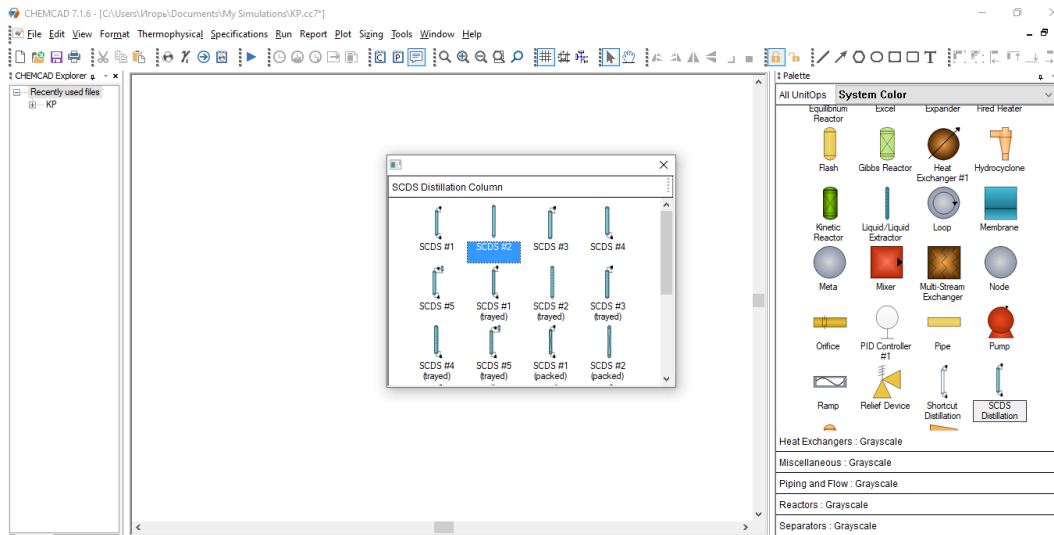 CHEMCAD 7.1.6 - [C:\Users\Игорь\Documents\My Simulations\KP.cc7*]
File Edit View Format Thermophysical Specifications Run Report Plot Sizing Tools Window Help
CHEMCAD Explorer
Recently used files
KP
SCDS Distillation Column
SCDS #1 SCDS #2 SCDS #3 SCDS #4
SCDS #5 SCDS #1 (trayed) SCDS #2 (trayed) SCDS #3 (trayed)
SCDS #4 (trayed) SCDS #5 (trayed) SCDS #1 (packed) SCDS #2 (packed)
Palette
All UnitOps System Color
Equilibrium Reactor Excel Expander Fired Heater
Flash Gibbs Reactor Heat Exchanger #1 Hydrocyclone
Kinetic Reactor Liquid/Liquid Extractor Loop Membrane
Meta Mixer Multi-Stream Exchanger Node
Orifice PID Controller #1 Pipe Pump
Ramp Relief Device Shortcut Distillation SCDS Distillation
Heat Exchangers : Grayscale
Miscellaneous : Grayscale
Piping and Flow : Grayscale
Reactors : Grayscale
Separators : Grayscale